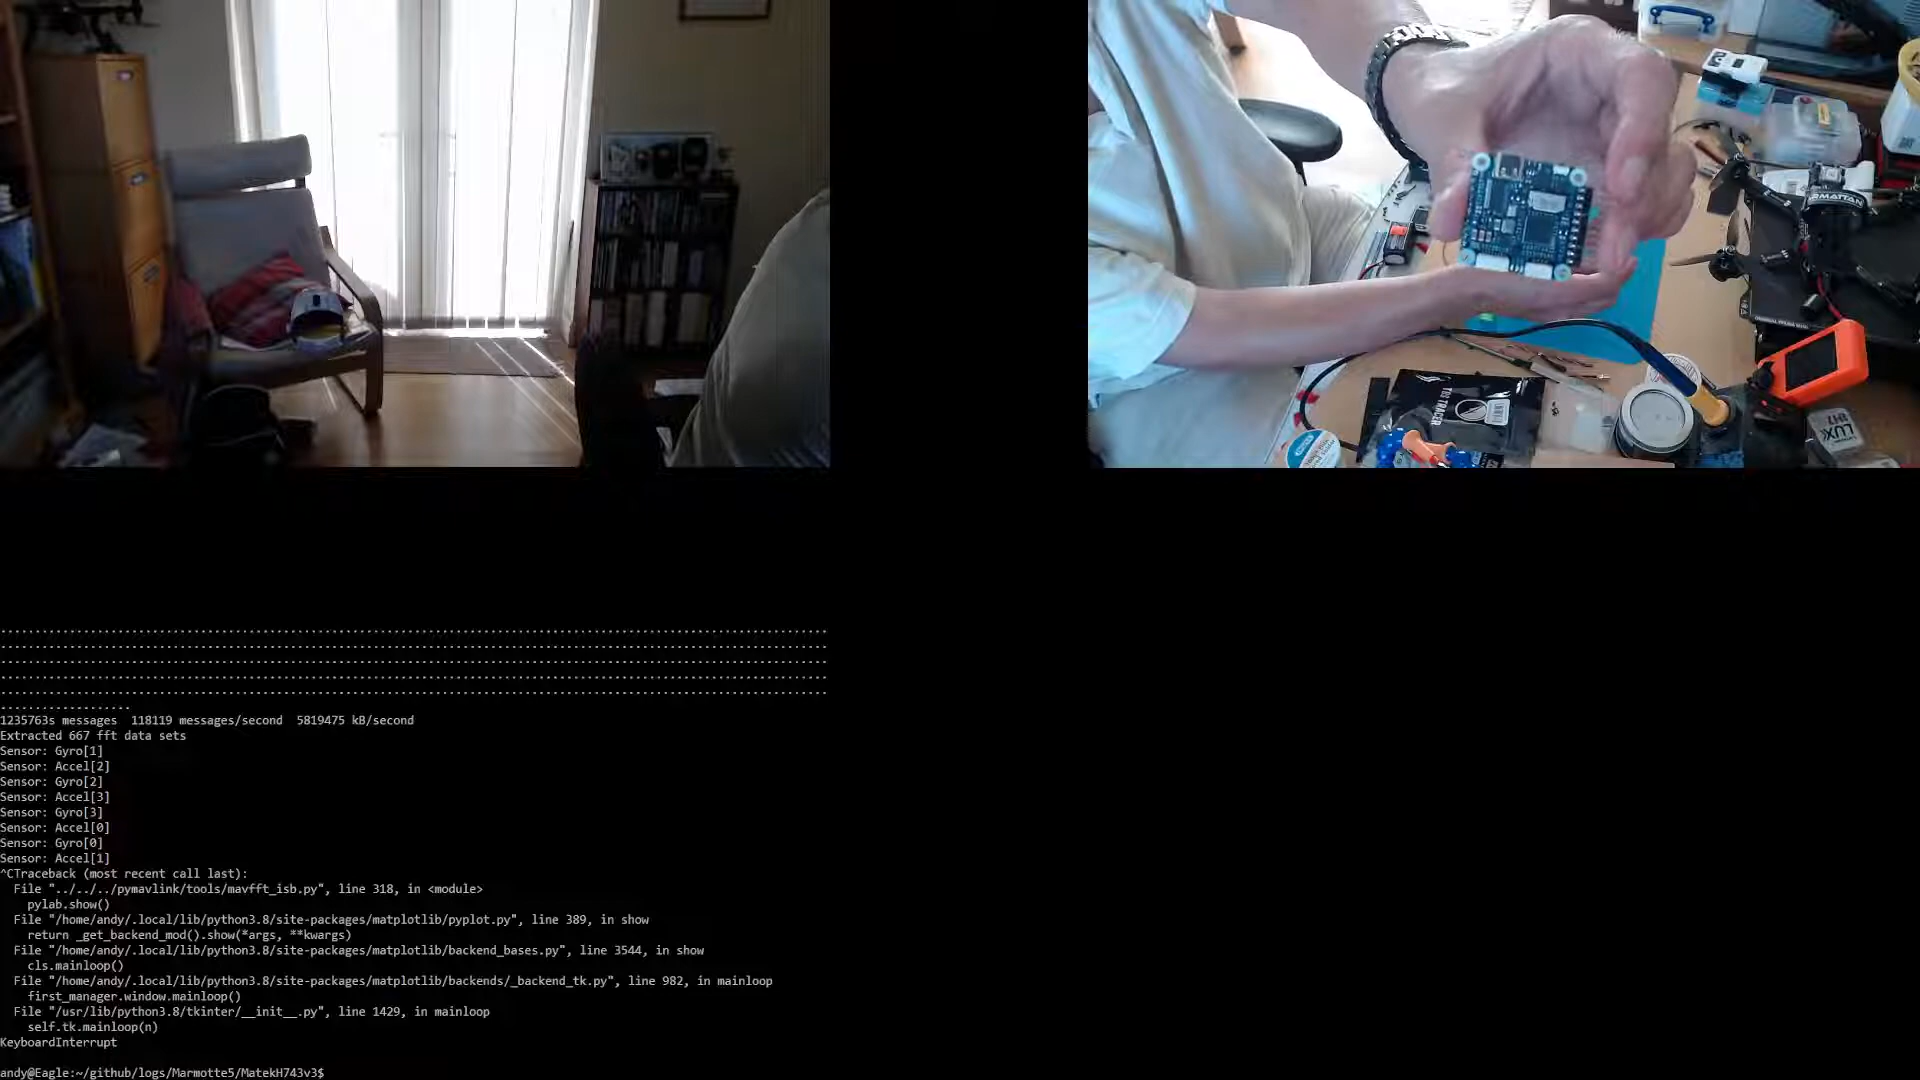 ARMATTAN
TBS TRACER
LUX
1235763s messages  118119 messages/second  5819475 kB/second
Extracted 667 fft data sets
Sensor: Gyro[1]
Sensor: Accel[2]
Sensor: Gyro[2]
Sensor: Accel[3]
Sensor: Gyro[3]
Sensor: Accel[0]
Sensor: Gyro[0]
Sensor: Accel[1]
^CTraceback (most recent call last):
  File "../../../pymavlink/tools/mavfft_isb.py", line 318, in <module>
    pylab.show()
  File "/home/andy/.local/lib/python3.8/site-packages/matplotlib/pyplot.py", line 389, in show
    return _get_backend_mod().show(*args, **kwargs)
  File "/home/andy/.local/lib/python3.8/site-packages/matplotlib/backend_bases.py", line 3544, in show
    cls.mainloop()
  File "/home/andy/.local/lib/python3.8/site-packages/matplotlib/backends/_backend_tk.py", line 982, in mainloop
    first_manager.window.mainloop()
  File "/usr/lib/python3.8/tkinter/__init__.py", line 1429, in mainloop
    self.tk.mainloop(n)
KeyboardInterrupt
andy@Eagle:~/github/logs/Marmotte5/MatekH743v3$